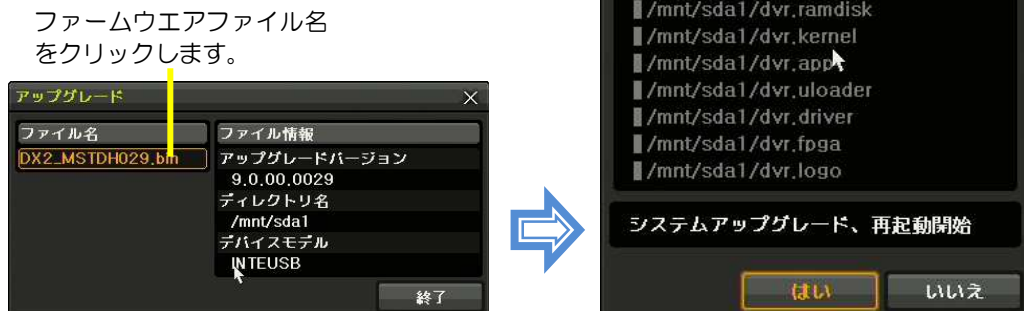 ファームウエアファイル名
をクリックします。
アップグレード
ファイル名
DX2_MSTDH029.bin
ファイル情報
アップグレードバージョン
9.0.00.0029
ディレクトリ名
/mnt/sda1
デバイスモデル
INTEUSB
終了
/mnt/sda1/dvr.ramdisk
/mnt/sda1/dvr.kernel
/mnt/sda1/dvr.app
/mnt/sda1/dvr.uloader
/mnt/sda1/dvr.driver
/mnt/sda1/dvr.fpga
/mnt/sda1/dvr.logo
システムアップグレード、再起動開始
はい
いいえ